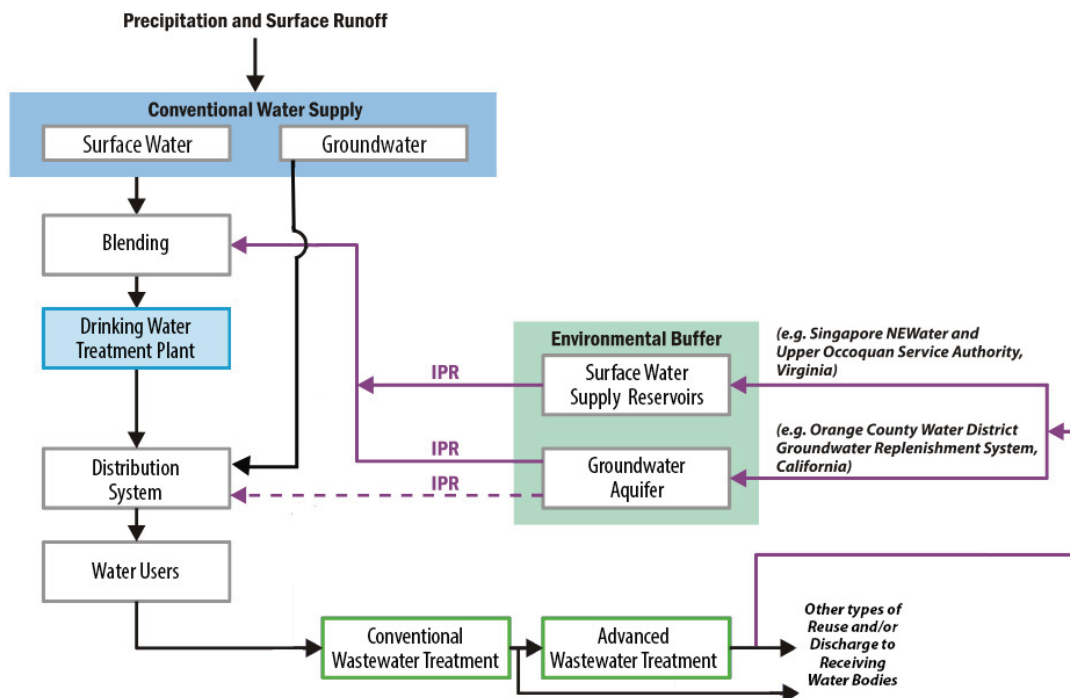 Precipitation and Surface Runoff
Conventional Water Supply
Surface Water
Groundwater
Blending
Drinking Water
Treatment Plant
Environmental Buffer
(e.g. Singapore NEWater and
Upper Occoquan Service Authority,
Virginia)
IPR
Surface Water
Supply Reservoirs
(e.g. Orange County Water District
Groundwater Replenishment System,
California)
IPR
Groundwater
Aquifer
Distribution
System
IPR
Water Users
Conventional
Wastewater Treatment
Advanced
Wastewater Treatment
Other types of
Reuse and/or
Discharge to
Receiving
Water Bodies